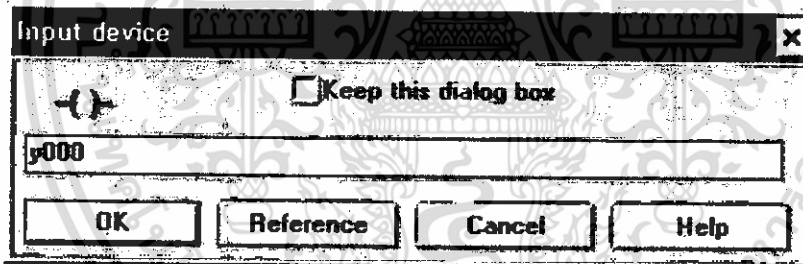 Input device
Keep this dialog box
y000
OK Reference Cancel Help